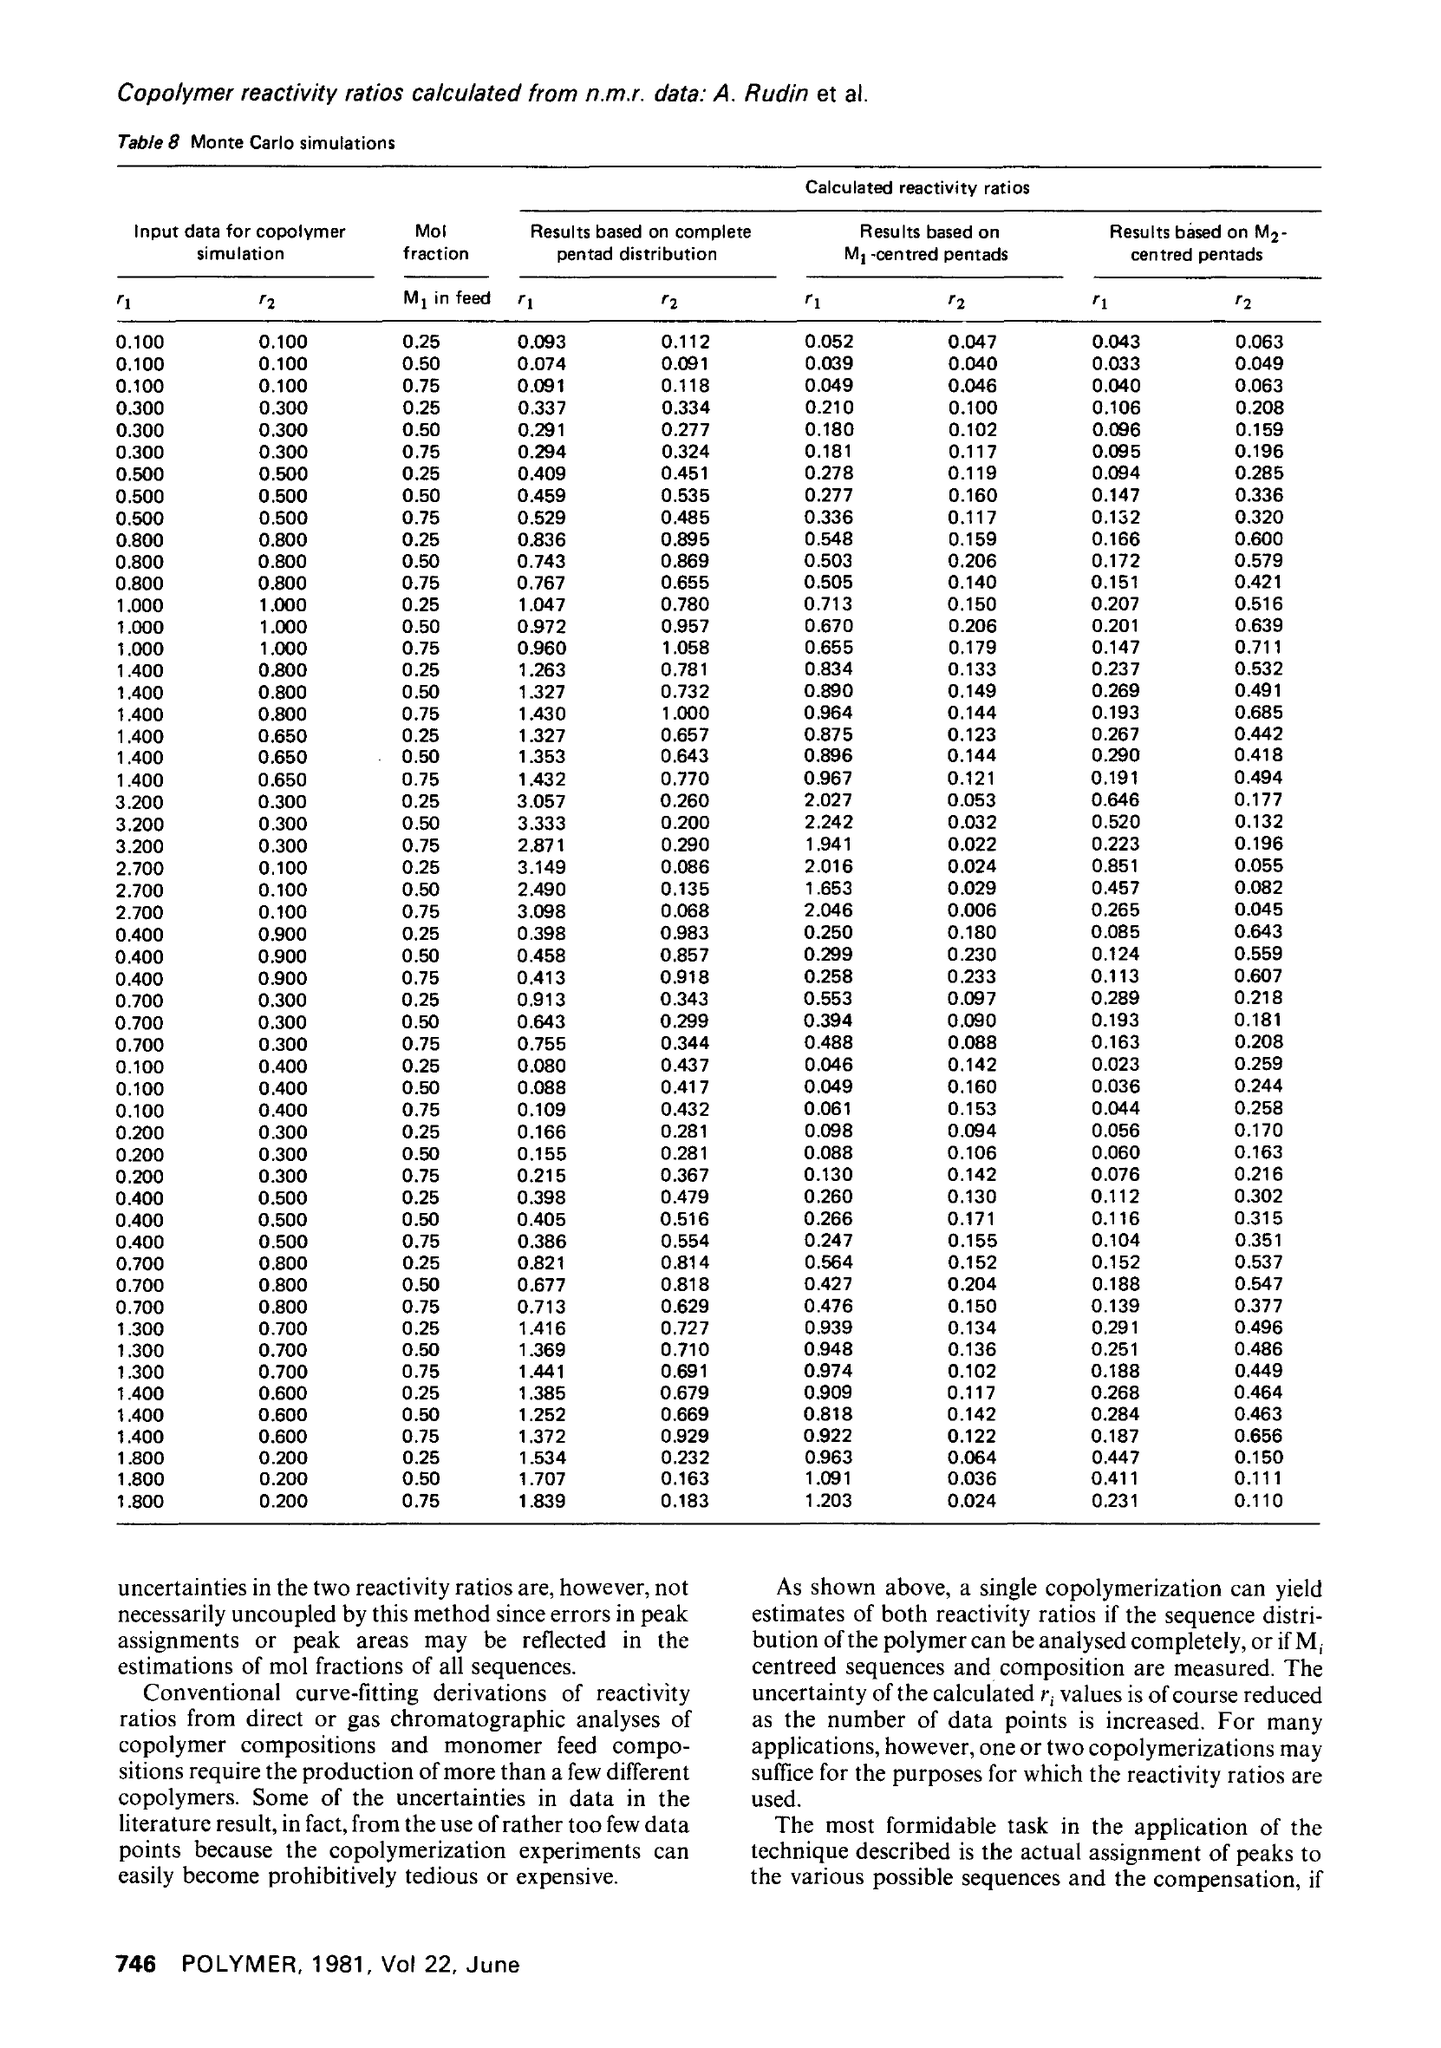 Copolymer reactivity ratios calculated from n.m.r. data: A. Rudin et al.
Table 8 Monte Carlo simulations
Calculated reactivity ratios
Input data for copolymer simulation Mol fraction Results based on complete pentad distribution Results based on M1-centred pentads Results based on M2-centred pentads
r1 r2 M1 in feed r1 r2 r1 r2 r1 r2
0.100 0.100 0.25 0.093 0.112 0.052 0.047 0.043 0.063
0.100 0.100 0.50 0.074 0.091 0.039 0.040 0.033 0.049
0.100 0.100 0.75 0.091 0.118 0.049 0.046 0.040 0.063
0.300 0.300 0.25 0.337 0.334 0.210 0.100 0.106 0.208
0.300 0.300 0.50 0.291 0.277 0.180 0.102 0.096 0.159
0.300 0.300 0.75 0.294 0.324 0.181 0.117 0.095 0.196
0.500 0.500 0.25 0.409 0.451 0.278 0.119 0.094 0.285
0.500 0.500 0.50 0.459 0.535 0.277 0.160 0.147 0.336
0.500 0.500 0.75 0.529 0.485 0.336 0.117 0.132 0.320
0.800 0.800 0.25 0.836 0.895 0.548 0.159 0.166 0.600
0.800 0.800 0.50 0.743 0.869 0.503 0.206 0.172 0.579
0.800 0.800 0.75 0.767 0.655 0.505 0.140 0.151 0.421
1.000 1.000 0.25 1.047 0.780 0.713 0.150 0.207 0.516
1.000 1.000 0.50 0.972 0.957 0.670 0.206 0.201 0.639
1.000 1.000 0.75 0.960 1.058 0.655 0.179 0.147 0.711
1.400 0.800 0.25 1.263 0.781 0.834 0.133 0.237 0.532
1.400 0.800 0.50 1.327 0.732 0.890 0.149 0.269 0.491
1.400 0.800 0.75 1.430 1.000 0.964 0.144 0.193 0.685
1.400 0.650 0.25 1.327 0.657 0.875 0.123 0.267 0.442
1.400 0.650 0.50 1.353 0.643 0.896 0.144 0.290 0.418
1.400 0.650 0.75 1.432 0.770 0.967 0.121 0.191 0.494
3.200 0.300 0.25 3.057 0.260 2.027 0.053 0.646 0.177
3.200 0.300 0.50 3.333 0.200 2.242 0.032 0.520 0.132
3.200 0.300 0.75 2.871 0.290 1.941 0.022 0.223 0.196
2.700 0.100 0.25 3.149 0.086 2.016 0.024 0.851 0.055
2.700 0.100 0.50 2.490 0.135 1.653 0.029 0.457 0.082
2.700 0.100 0.75 3.098 0.068 2.046 0.006 0.265 0.045
0.400 0.900 0.25 0.398 0.983 0.250 0.180 0.085 0.643
0.400 0.900 0.50 0.458 0.857 0.299 0.230 0.124 0.559
0.400 0.900 0.75 0.413 0.918 0.258 0.233 0.113 0.607
0.700 0.300 0.25 0.913 0.343 0.553 0.097 0.289 0.218
0.700 0.300 0.50 0.643 0.299 0.394 0.090 0.193 0.181
0.700 0.300 0.75 0.755 0.344 0.488 0.088 0.163 0.208
0.100 0.400 0.25 0.080 0.437 0.046 0.142 0.023 0.259
0.100 0.400 0.50 0.088 0.417 0.049 0.160 0.036 0.244
0.100 0.400 0.75 0.109 0.432 0.061 0.153 0.044 0.258
0.200 0.300 0.25 0.166 0.281 0.098 0.094 0.056 0.170
0.200 0.300 0.50 0.155 0.281 0.088 0.106 0.060 0.163
0.200 0.300 0.75 0.215 0.367 0.130 0.142 0.076 0.216
0.400 0.500 0.25 0.398 0.479 0.260 0.130 0.112 0.302
0.400 0.500 0.50 0.405 0.516 0.266 0.171 0.116 0.315
0.400 0.500 0.75 0.386 0.554 0.247 0.155 0.104 0.351
0.700 0.800 0.25 0.821 0.814 0.564 0.152 0.152 0.537
0.700 0.800 0.50 0.677 0.818 0.427 0.204 0.188 0.547
0.700 0.800 0.75 0.713 0.629 0.476 0.150 0.139 0.377
1.300 0.700 0.25 1.416 0.727 0.939 0.134 0.291 0.496
1.300 0.700 0.50 1.369 0.710 0.948 0.136 0.251 0.486
1.300 0.700 0.75 1.441 0.691 0.974 0.102 0.188 0.449
1.400 0.600 0.25 1.385 0.679 0.909 0.117 0.268 0.464
1.400 0.600 0.50 1.252 0.669 0.818 0.142 0.284 0.463
1.400 0.600 0.75 1.372 0.929 0.922 0.122 0.187 0.656
1.800 0.200 0.25 1.534 0.232 0.963 0.064 0.447 0.150
1.800 0.200 0.50 1.707 0.163 1.091 0.036 0.411 0.111
1.800 0.200 0.75 1.839 0.183 1.203 0.024 0.231 0.110
uncertainties in the two reactivity ratios are, however, not
necessarily uncoupled by this method since errors in peak
assignments or peak areas may be reflected in the
estimations of mol fractions of all sequences.
Conventional curve-fitting derivations of reactivity
ratios from direct or gas chromatographic analyses of
copolymer compositions and monomer feed compo-
sitions require the production of more than a few different
copolymers. Some of the uncertainties in data in the
literature result, in fact, from the use of rather too few data
points because the copolymerization experiments can
easily become prohibitively tedious or expensive.
As shown above, a single copolymerization can yield
estimates of both reactivity ratios if the sequence distri-
bution of the polymer can be analysed completely, or if Mi
centreed sequences and composition are measured. The
uncertainty of the calculated ri values is of course reduced
as the number of data points is increased. For many
applications, however, one or two copolymerizations may
suffice for the purposes for which the reactivity ratios are
used.
The most formidable task in the application of the
technique described is the actual assignment of peaks to
the various possible sequences and the compensation, if
746 POLYMER, 1981, Vol 22, June